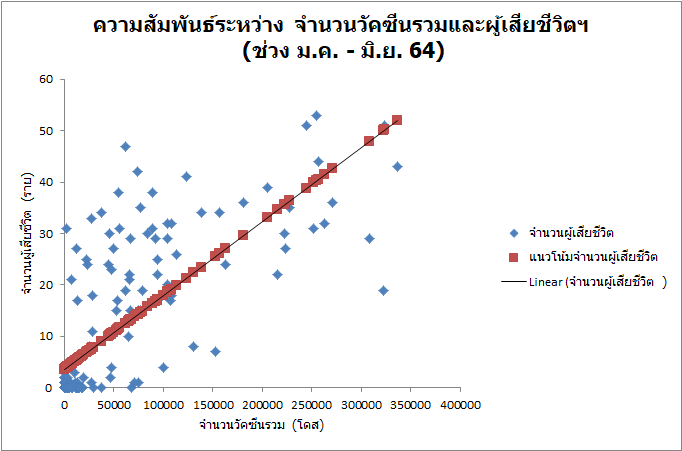 ความสัมพันธ์ระหว่าง จำนวนวัคซีนรวมและผู้เสียชีวิตฯ
(ช่วง ม.ค. - มิ.ย. 64)
60
50
40
30
20
10
0
จำนวนผู้เสียชีวิต (ราย)
0 50000 100000 150000 200000 250000 300000 350000 400000
จำนวนวัคซีนรวม (โดส)
จำนวนผู้เสียชีวิต
แนวโน้มจำนวนผู้เสียชีวิต
Linear (จำนวนผู้เสียชีวิต )